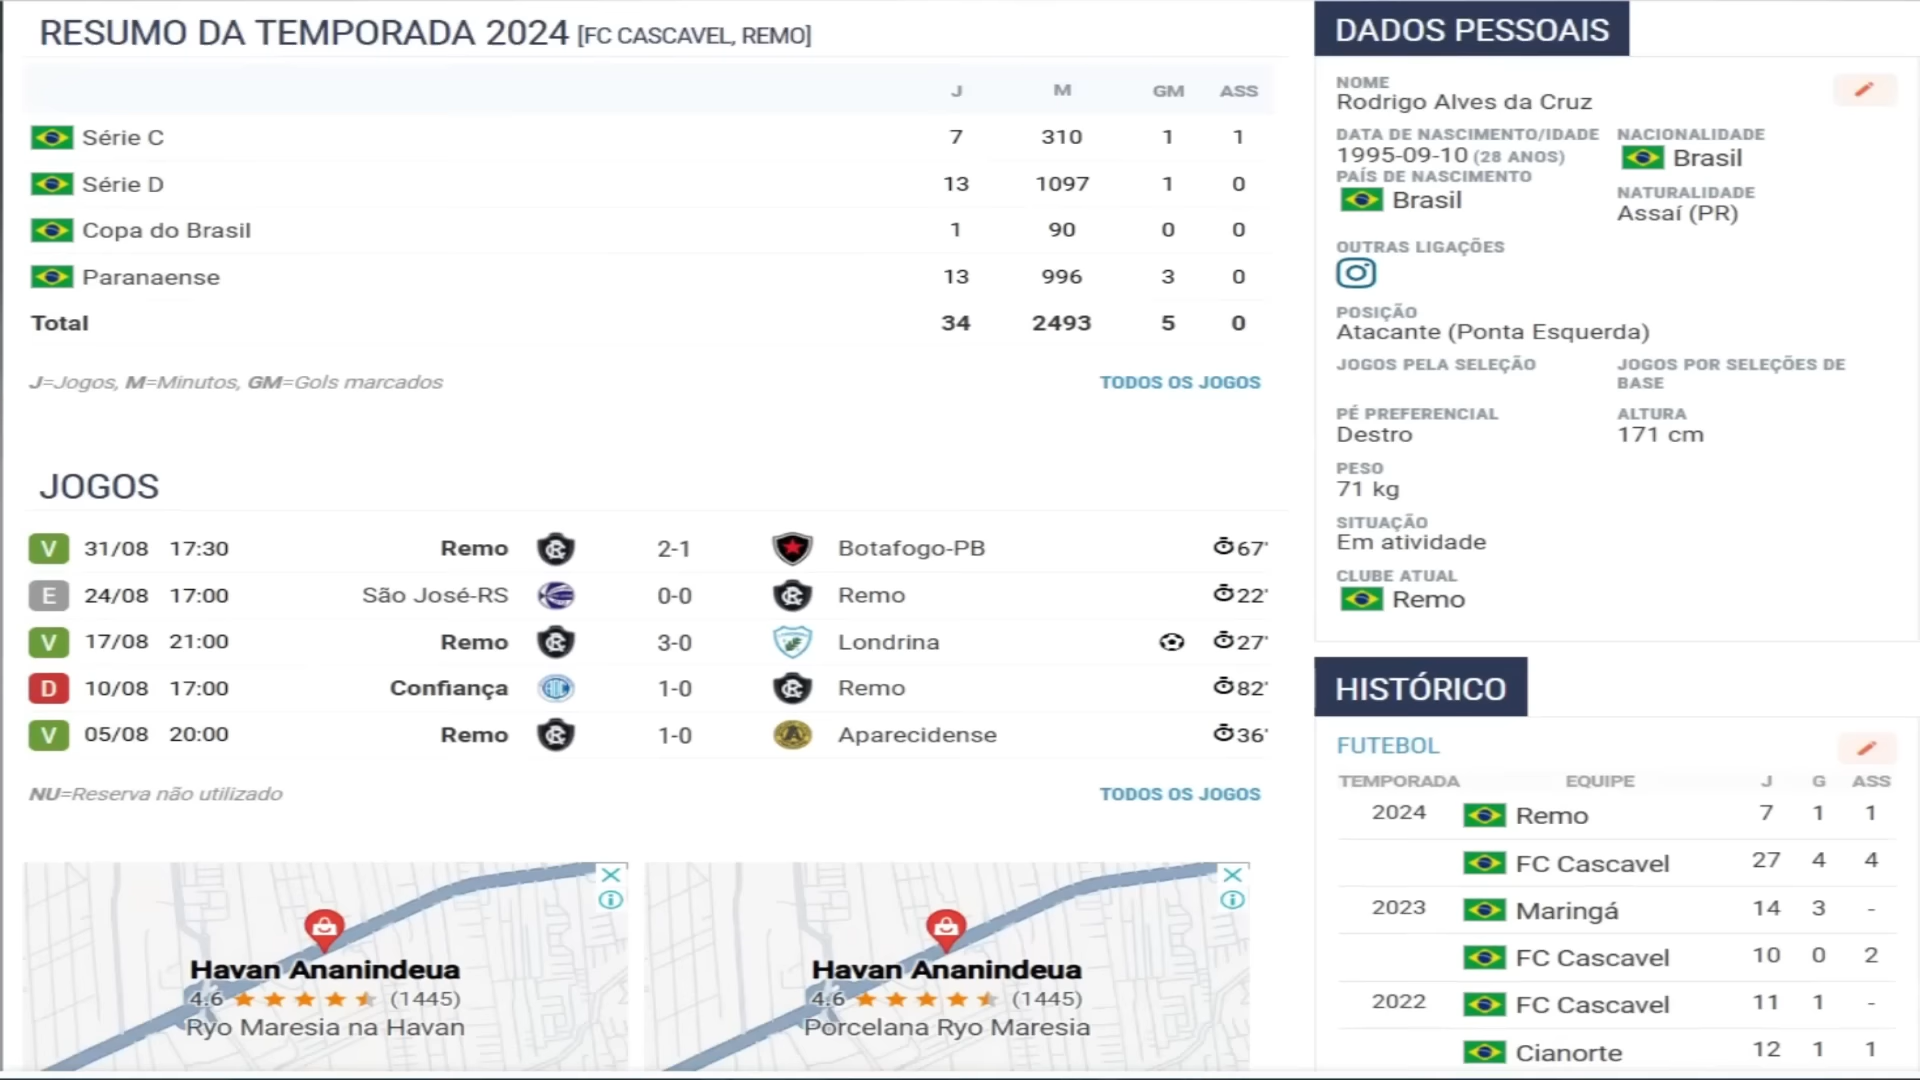 RESUMO DA TEMPORADA 2024 [FC CASCAVEL, REMO]
J M GM ASS
Série C 7 310 1 1
Série D 13 1097 1 0
Copa do Brasil 1 90 0 0
Paranaense 13 996 3 0
Total 34 2493 5 0
J=Jogos, M=Minutos, GM=Gols marcados TODOS OS JOGOS
JOGOS
V 31/08 17:30 Remo 2-1 Botafogo-PB 67'
E 24/08 17:00 São José-RS 0-0 Remo 22'
V 17/08 21:00 Remo 3-0 Londrina 27'
D 10/08 17:00 Confiança 1-0 Remo 82'
V 05/08 20:00 Remo 1-0 Aparecidense 36'
NU=Reserva não utilizado TODOS OS JOGOS
Havan Ananindeua
4.6 (1445)
Ryo Maresia na Havan
Havan Ananindeua
4.6 (1445)
Porcelana Ryo Maresia
DADOS PESSOAIS
NOME
Rodrigo Alves da Cruz
DATA DE NASCIMENTO/IDADE NACIONALIDADE
1995-09-10 (28 ANOS) Brasil
PAÍS DE NASCIMENTO NATURALIDADE
Brasil Assaí (PR)
OUTRAS LIGAÇÕES
POSIÇÃO
Atacante (Ponta Esquerda)
JOGOS PELA SELEÇÃO JOGOS POR SELEÇÕES DE
BASE
PÉ PREFERENCIAL ALTURA
Destro 171 cm
PESO
71 kg
SITUAÇÃO
Em atividade
CLUBE ATUAL
Remo
HISTÓRICO
FUTEBOL
TEMPORADA EQUIPE J G ASS
2024 Remo 7 1 1
FC Cascavel 27 4 4
2023 Maringá 14 3 -
FC Cascavel 10 0 2
2022 FC Cascavel 11 1 -
Cianorte 12 1 1